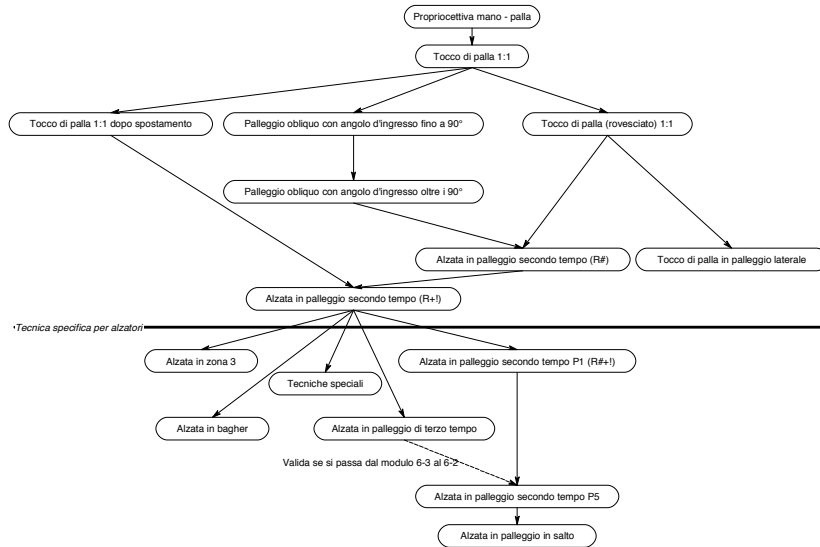 Propriocettiva mano - palla
Tocco di palla 1:1
Tocco di palla 1:1 dopo spostamento
Palleggio obliquo con angolo d'ingresso fino a 90°
Tocco di palla (rovesciato) 1:1
Palleggio obliquo con angolo d'ingresso oltre i 90°
Alzata in palleggio secondo tempo (R#)
Tocco di palla in palleggio laterale
Alzata in palleggio secondo tempo (R+!)
Tecnica specifica per alzatori
Alzata in zona 3
Alzata in palleggio secondo tempo P1 (R#+!)
Tecniche speciali
Alzata in bagher
Alzata in palleggio di terzo tempo
Valida se si passa dal modulo 6-3 al 6-2
Alzata in palleggio secondo tempo P5
Alzata in palleggio in salto